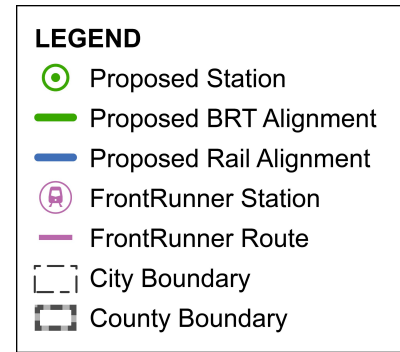 LEGEND
Proposed Station
Proposed BRT Alignment
Proposed Rail Alignment
FrontRunner Station
FrontRunner Route
City Boundary
County Boundary